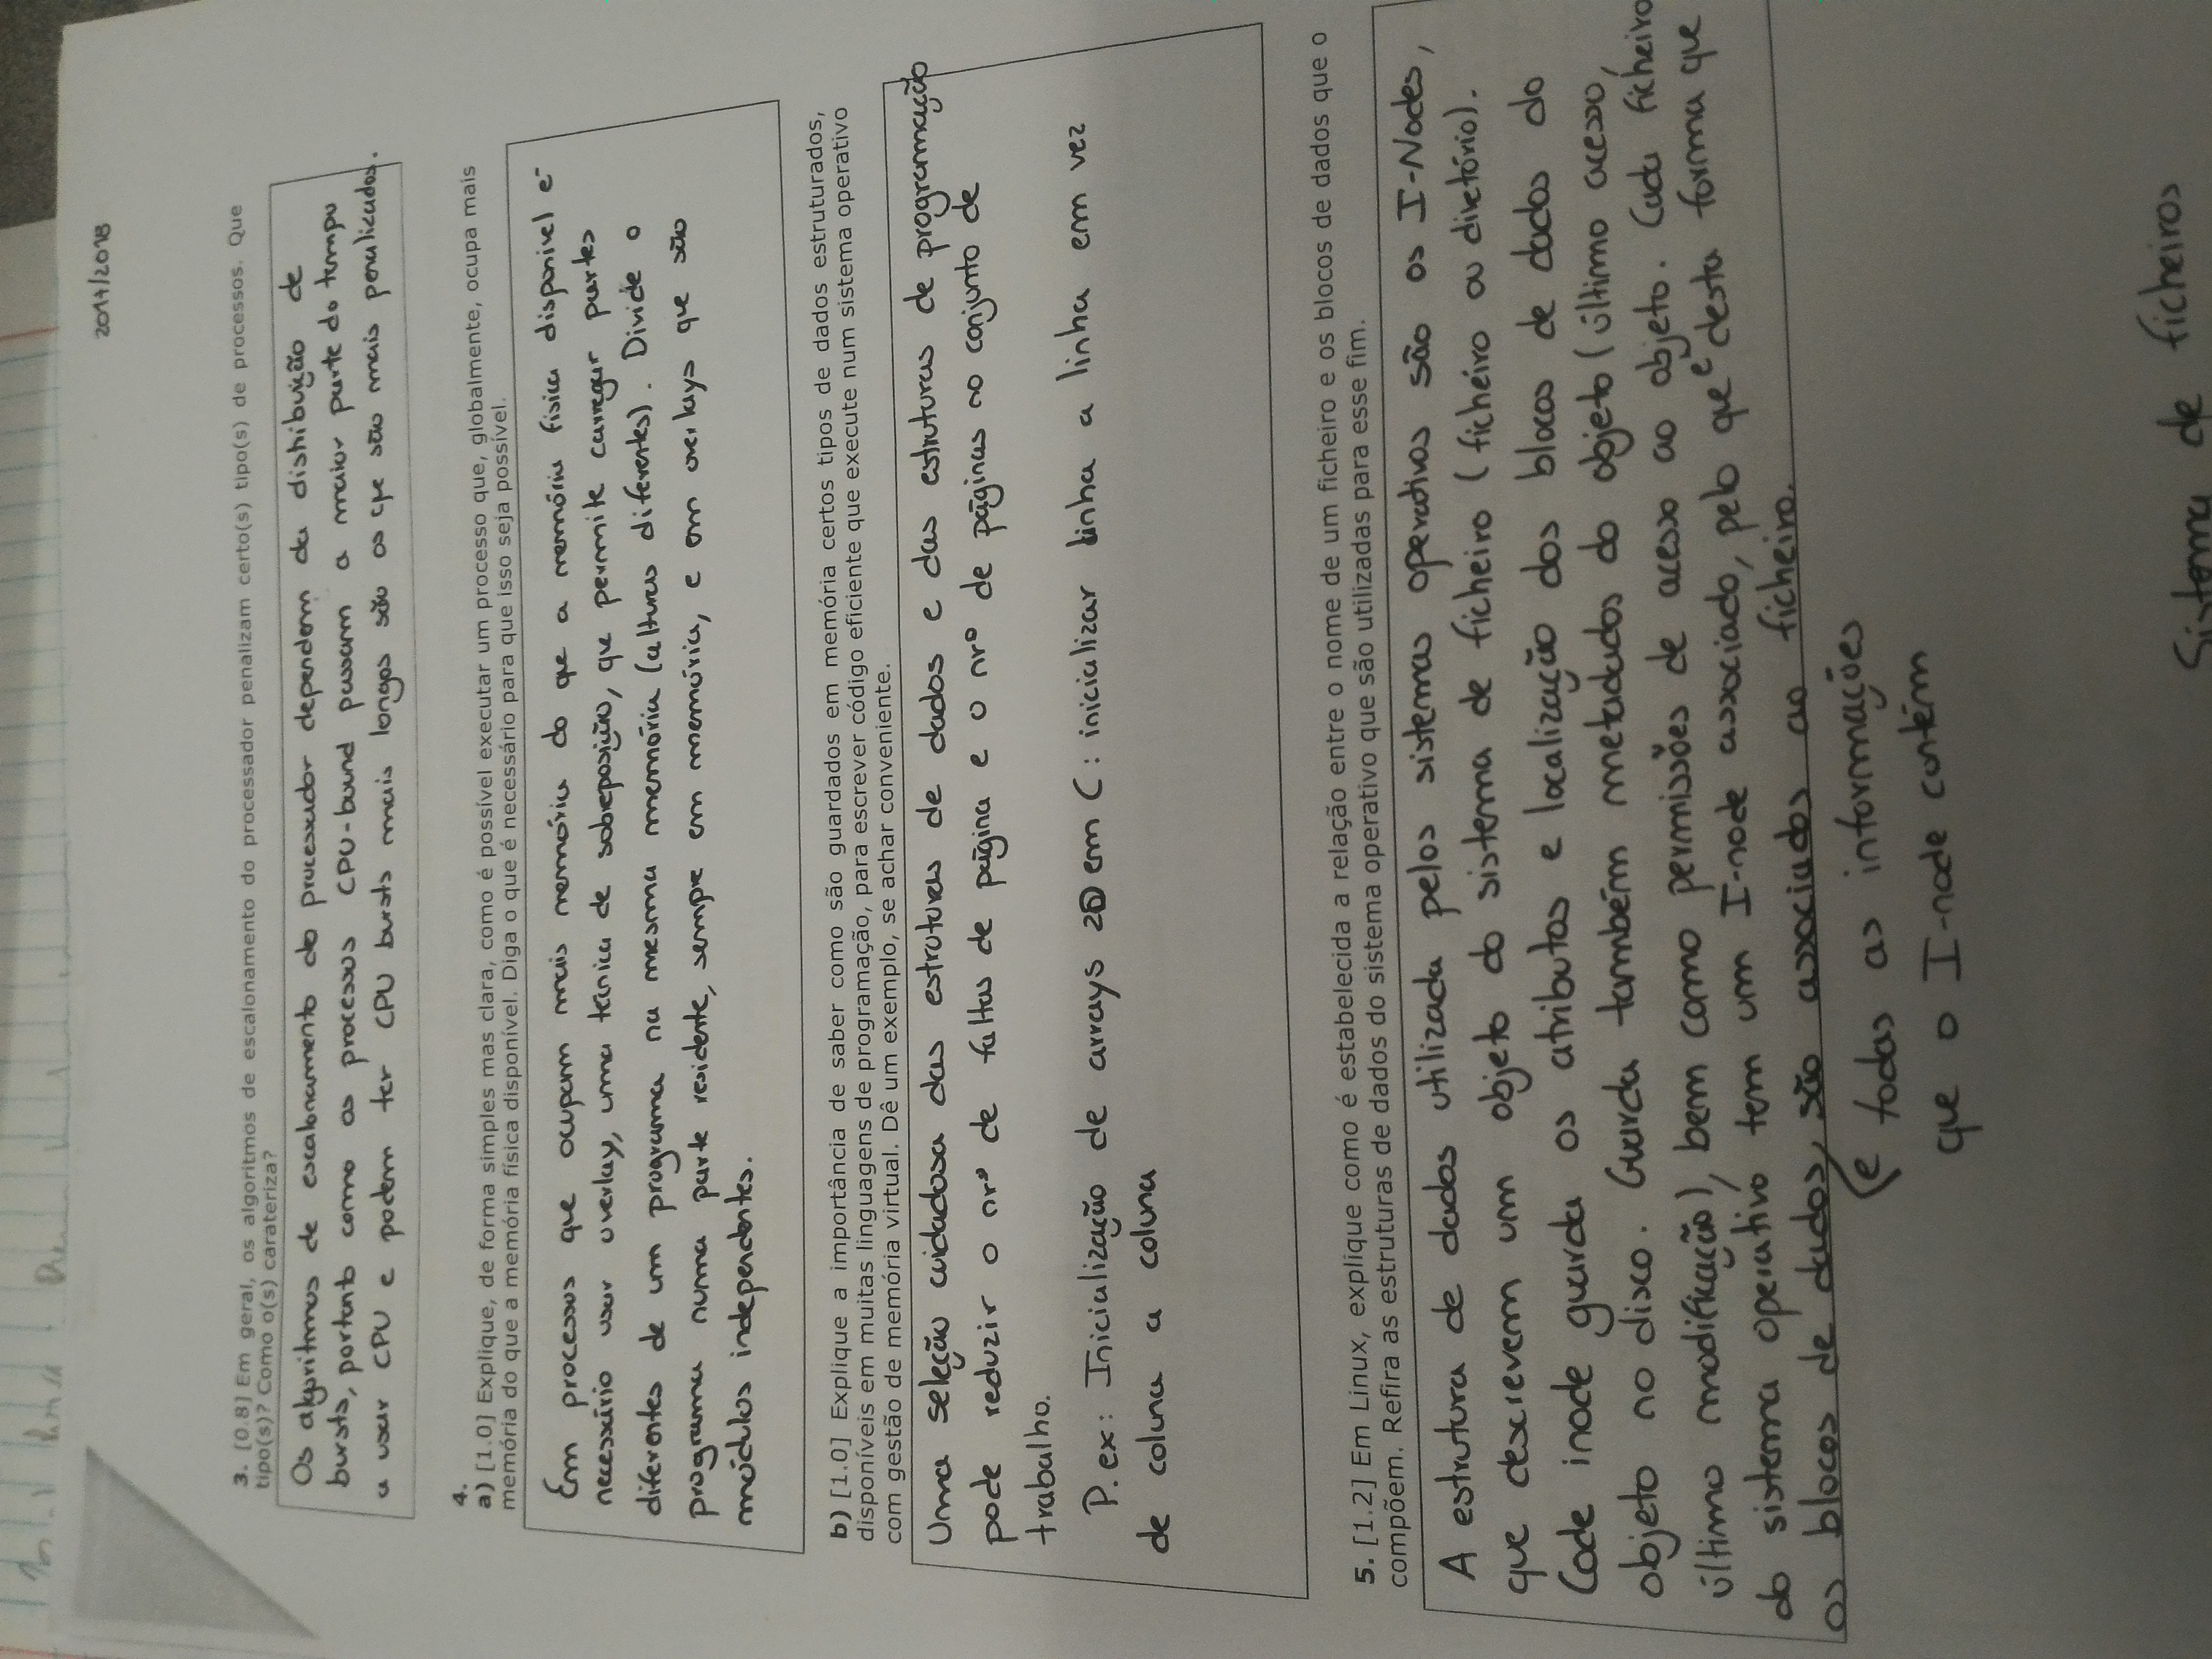 2017/2018
3. [0.8] Em geral, os algoritmos de escalonamento do processador penalizam certo(s) tipo(s) de processos. Que
tipo(s)? Como o(s) carateriza?
Os algoritmos de escalonamento do processador dependem da distribuição de
bursts, portanto como os processos CPU-bound passam a maior parte do tempo
a usar CPU e podem ter CPU bursts mais longos são os que são mais penalizados.
4.
a) [1.0] Explique, de forma simples mas clara, como é possível executar um processo que, globalmente, ocupa mais
memória do que a memória física disponível. Diga o que é necessário para que isso seja possível.
Em processos que ocupam mais memória do que a memória física disponivel é
necessário usar overlay, uma técnica de sobreposição, que permite carregar partes
diferentes de um programa na mesma memória (alturas diferentes). Divide o
programa numa parte residente, sempre em memória, e em overlays que são
módulos independentes.
b) [1.0] Explique a importância de saber como são guardados em memória certos tipos de dados estruturados,
disponíveis em muitas linguagens de programação, para escrever código eficiente que execute num sistema operativo
com gestão de memória virtual. Dê um exemplo, se achar conveniente.
Uma seleção cuidadosa das estruturas de dados e das estruturas de programação
pode reduzir o nrº de faltas de página e o nrº de páginas no conjunto de
trabalho.
P.ex: Inicialização de arrays 2D em C: inicializar linha a linha em vez
de coluna a coluna
5. [1.2] Em Linux, explique como é estabelecida a relação entre o nome de um ficheiro e os blocos de dados que o
compõem. Refira as estruturas de dados do sistema operativo que são utilizadas para esse fim.
A estrutura de dados utilizada pelos sistemas operativos são os I-Nodes,
que descrevem um objeto do sistema de ficheiro (ficheiro ou diretório).
Cade inode guarda os atributos e localização dos blocos de dados do
objeto no disco. Guarda também metadados do objeto (último acesso,
último modificação), bem como permissões de acesso ao objeto. Cada ficheiro
do sistema operativo tem um I-node associado, pelo que é desta forma que
os blocos de dados, são associados ao ficheiro.
(e todas as informações
que o I-node contém
Sistema de ficheiros